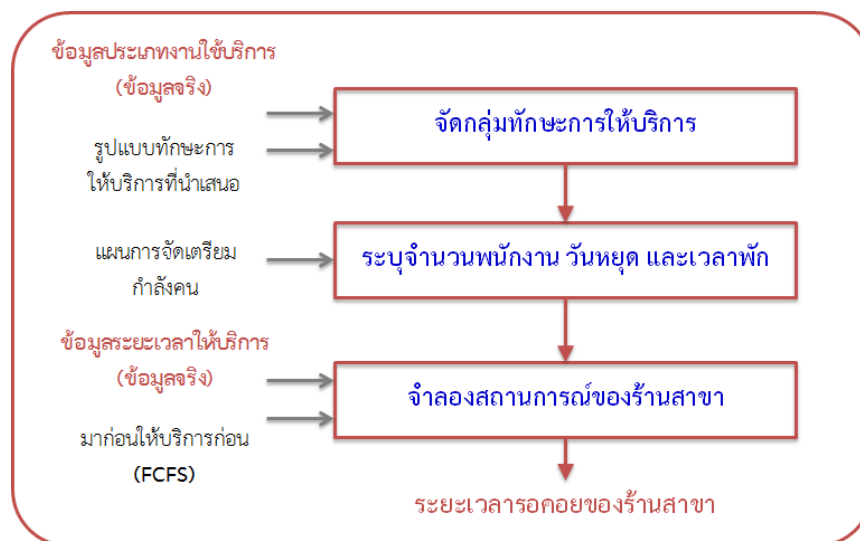 ข้อมูลประเภทงานใช้บริการ
(ข้อมูลจริง)
จัดกลุ่มทักษะการให้บริการ
รูปแบบทักษะการ
ให้บริการที่นำเสนอ
แผนการจัดเตรียม
กำลังคน
ระบุจำนวนพนักงาน วันหยุด และเวลาพัก
ข้อมูลระยะเวลาให้บริการ
(ข้อมูลจริง)
จำลองสถานการณ์ของร้านสาขา
มาก่อนให้บริการก่อน
(FCFS)
ระยะเวลารอคอยของร้านสาขา